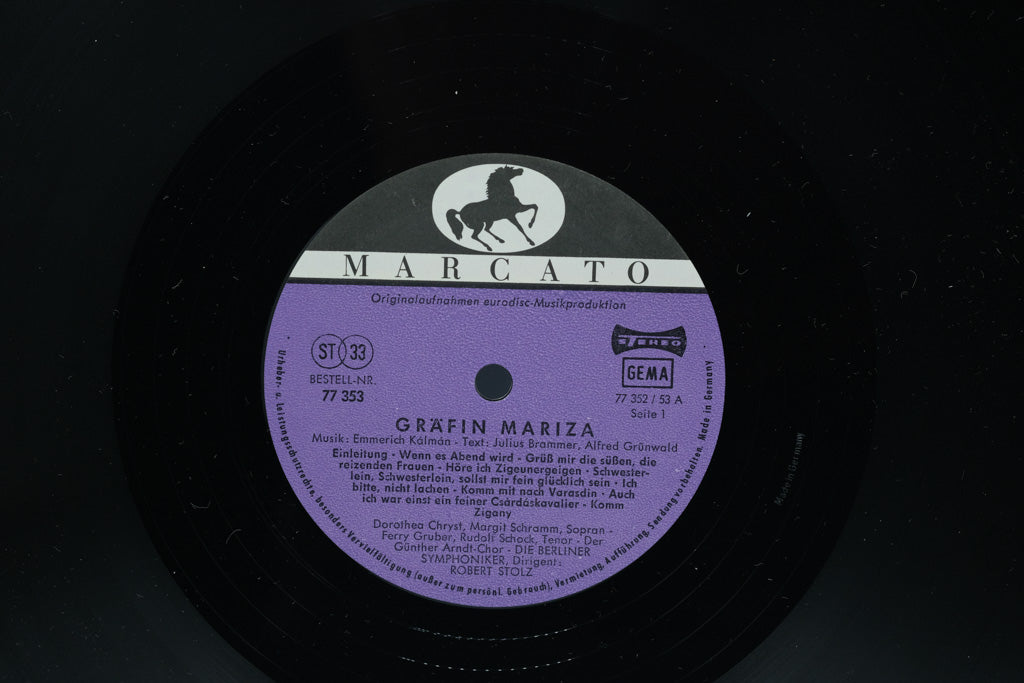 MARCATO
Originalaufnahmen eurodisc-Musikproduktion
ST 33
STEREO
BESTELL-NR.
77 353
GEMA
77 352 / 53 A
Seite 1
GRÄFIN MARIZA
Musik: Emmerich Kálmán - Text: Julius Brammer, Alfred Grünwald
Einleitung · Wenn es Abend wird - Grüß mir die süßen, die
reizenden Frauen - Höre ich Zigeunergeigen · Schwester-
lein, Schwesterlein, sollst mir fein glücklich sein · Ich
bitte, nicht lachen - Komm mit nach Varasdin · Auch
ich war einst ein feiner Csárdáskavalier - Komm
Zigany
Dorothea Chryst, Margit Schramm, Sopran -
Ferry Gruber, Rudolf Schock, Tenor - Der
Günther Arndt-Chor - DIE BERLINER
SYMPHONIKER, Dirigent:
ROBERT STOLZ
Urheber- u. Leistungsschutzrechte, besonders Vervielfältigung (außer zum persönl. Gebrauch), Vermietung, Aufführung, Sendung vorbehalten. Made in Germany
Made in Germany